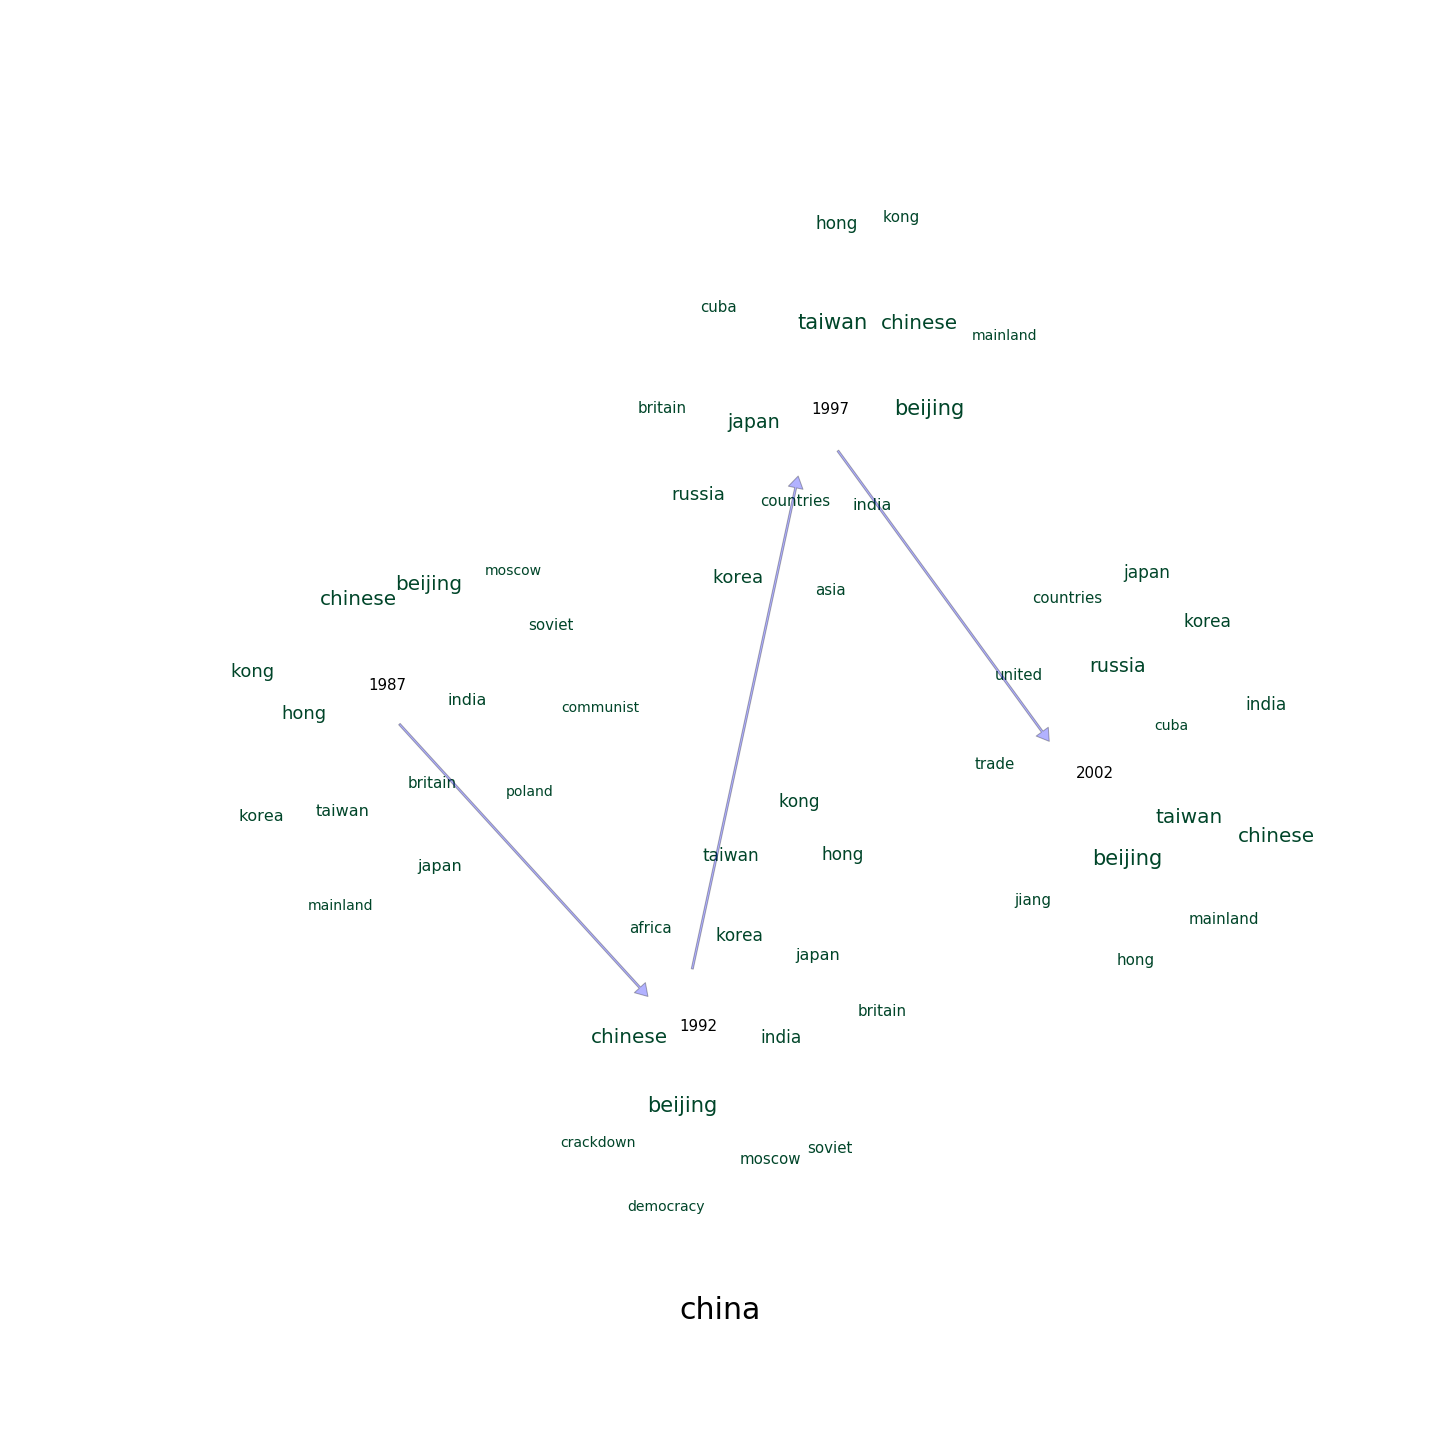 hong kong
cuba
taiwan chinese
mainland
britain japan 1997 beijing
russia countries india
korea asia
chinese beijing moscow
soviet
kong 1987
hong india communist
britain poland
korea taiwan
japan
mainland
japan
countries
korea
united russia
india
cuba
trade 2002
taiwan chinese
beijing
jiang
mainland
hong
kong
taiwan hong
africa korea
japan
britain
chinese 1992 india
beijing
crackdown
moscow soviet
democracy
china